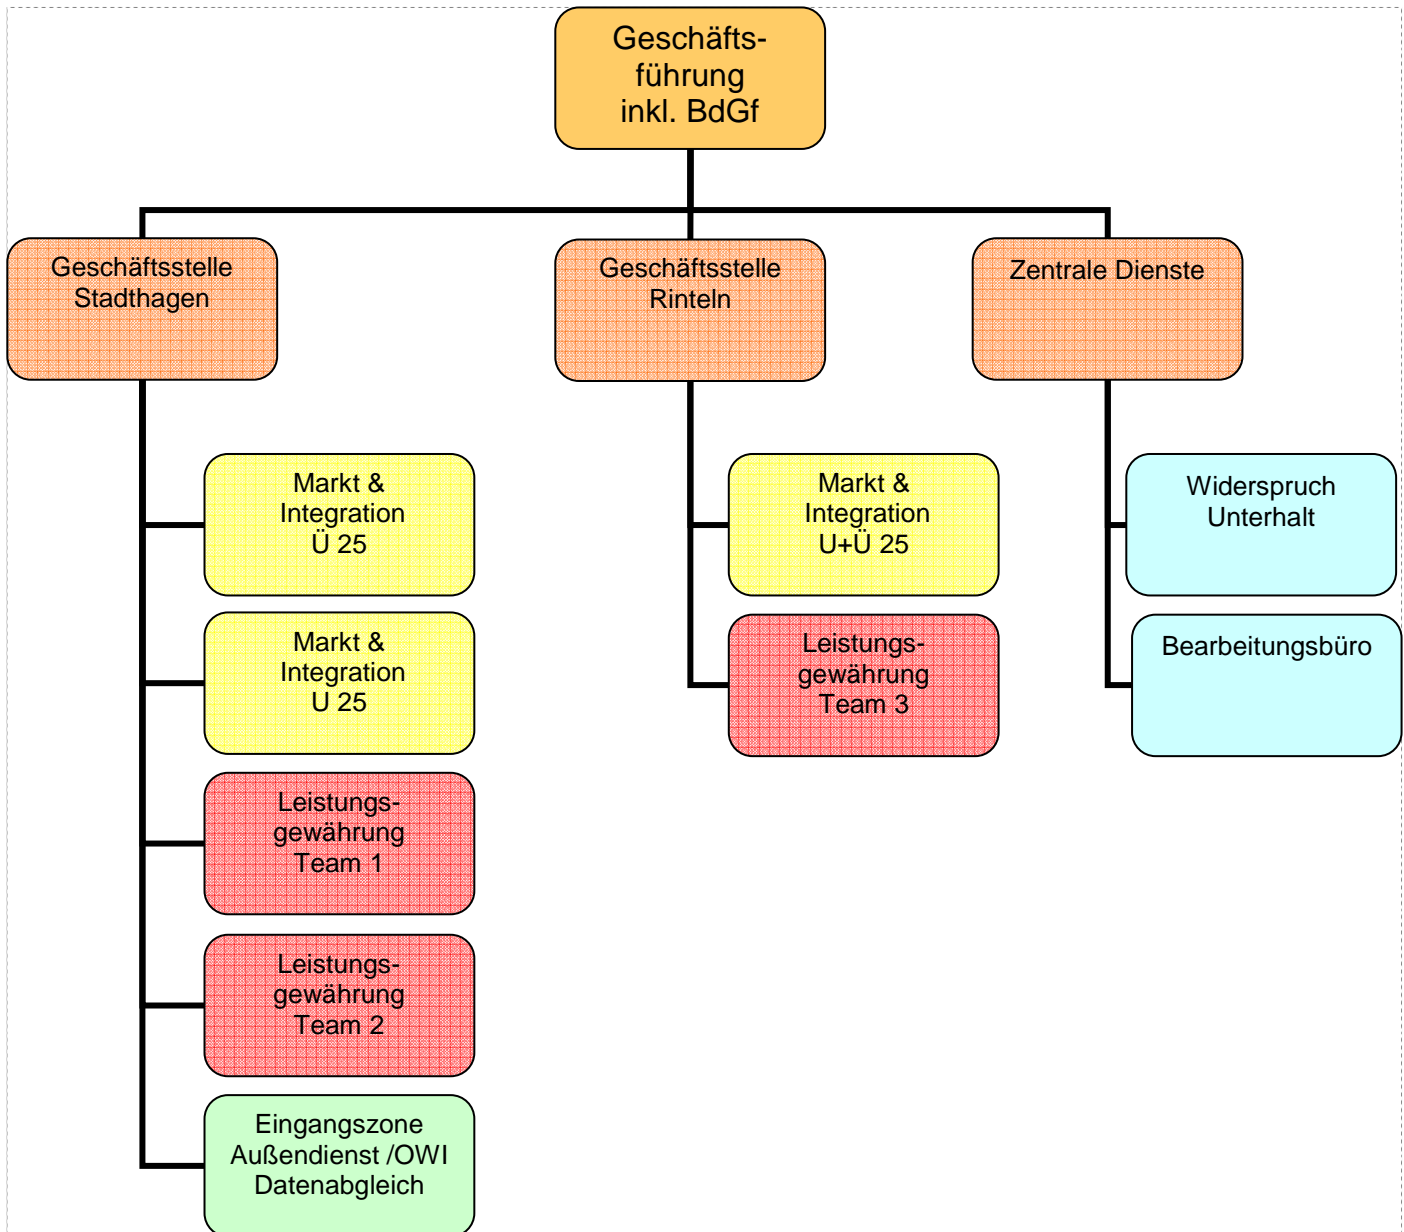 Geschäfts-
führung
inkl. BdGf
Geschäftsstelle
Stadthagen
Geschäftsstelle
Rinteln
Zentrale Dienste
Markt &
Integration
Ü 25
Markt &
Integration
U 25
Leistungs-
gewährung
Team 1
Leistungs-
gewährung
Team 2
Eingangszone
Außendienst /OWI
Datenabgleich
Markt &
Integration
U+Ü 25
Leistungs-
gewährung
Team 3
Widerspruch
Unterhalt
Bearbeitungsbüro